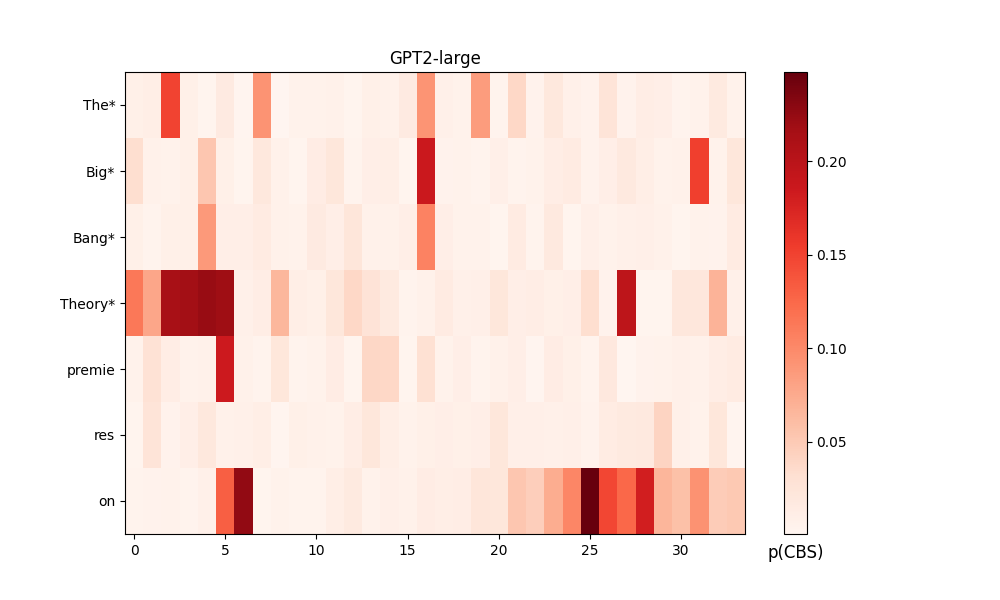 GPT2-large
The*
Big*
Bang*
Theory*
premie
res
on
0 5 10 15 20 25 30
0.20
0.15
0.10
0.05
p(CBS)